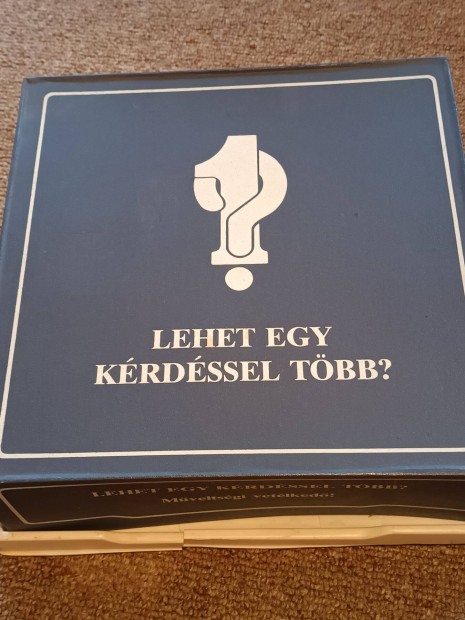 LEHET EGY
KÉRDÉSSEL TÖBB?
LEHET EGY KÉRDÉSSEL TÖBB?
Műveltségi vetélkedő!